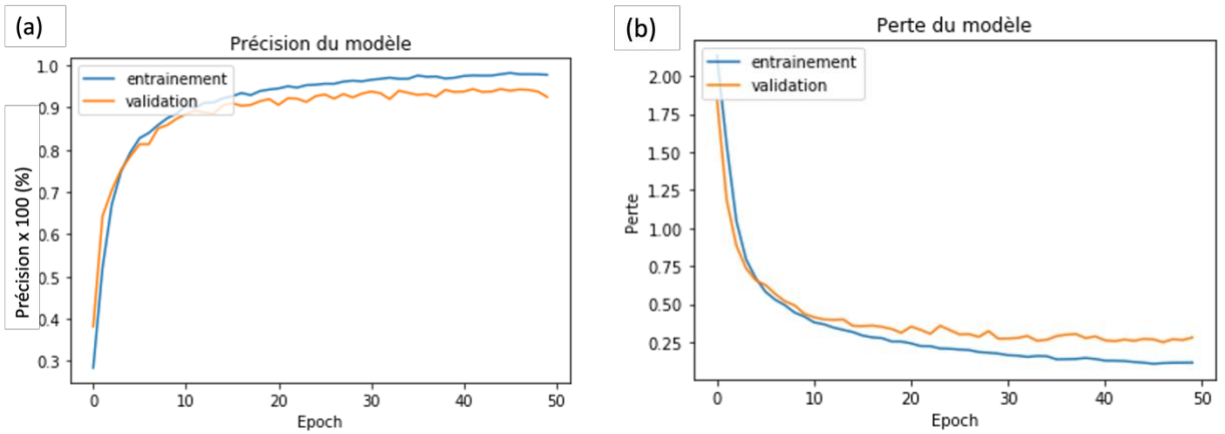 (a)
Précision du modèle
entrainement
validation
Précision x 100 (%)
1.0
0.9
0.8
0.7
0.6
0.5
0.4
0.3
0
10
20
30
40
50
Epoch
(b)
Perte du modèle
entrainement
validation
Perte
2.00
1.75
1.50
1.25
1.00
0.75
0.50
0.25
0
10
20
30
40
50
Epoch